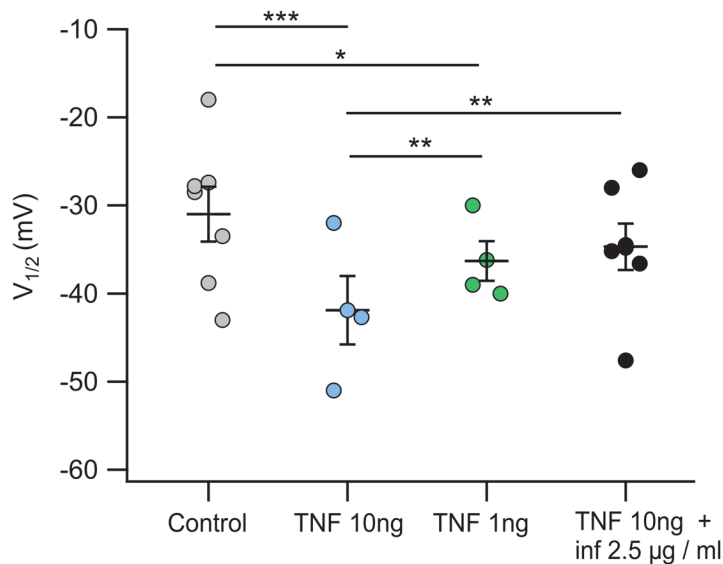 -10
***
*
-20
**
**
-30
V1/2 (mV)
-40
-50
-60
Control
TNF 10ng
TNF 1ng
TNF 10ng +
inf 2.5 µg / ml